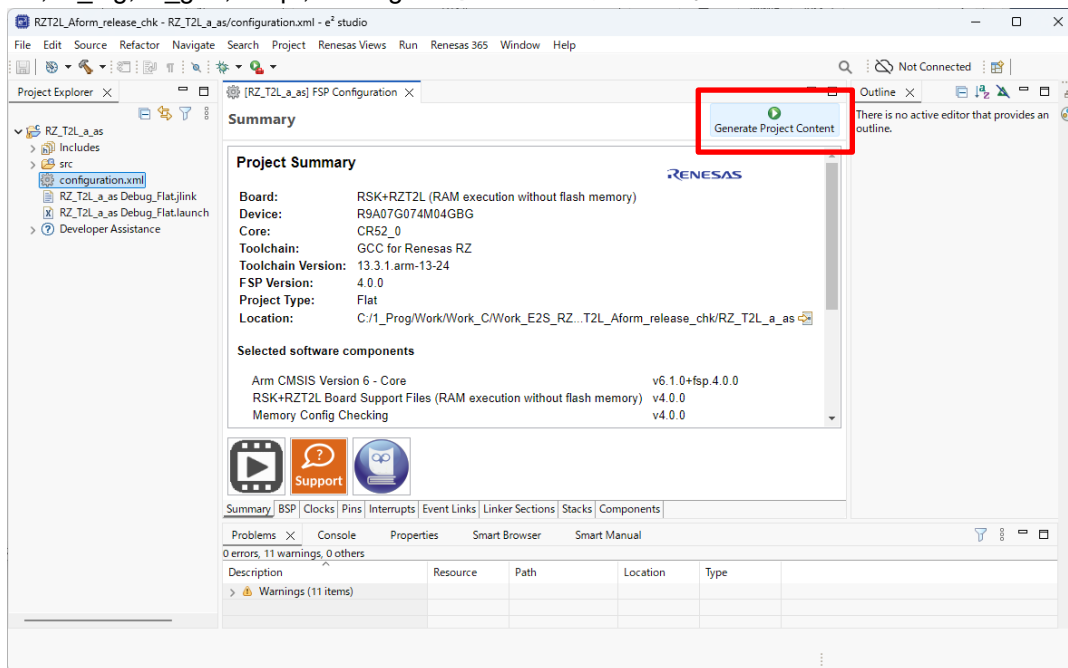 RZT2L_Aform_release_chk - RZ_T2L_a_as/configuration.xml - e² studio
File Edit Source Refactor Navigate Search Project Renesas Views Run Renesas 365 Window Help
Not Connected
Project Explorer
[RZ_T2L_a_as] FSP Configuration
Outline
Summary
Generate Project Content
There is no active editor that provides an
outline.
RZ_T2L_a_as
Includes
src
configuration.xml
RZ_T2L_a_as Debug_Flat.jlink
RZ_T2L_a_as Debug_Flat.launch
Developer Assistance
Project Summary
RENESAS
Board: RSK+RZT2L (RAM execution without flash memory)
Device: R9A07G074M04GBG
Core: CR52_0
Toolchain: GCC for Renesas RZ
Toolchain Version: 13.3.1.arm-13-24
FSP Version: 4.0.0
Project Type: Flat
Location: C:/1_Prog/Work/Work_C/Work_E2S_RZ...T2L_Aform_release_chk/RZ_T2L_a_as
Selected software components
Arm CMSIS Version 6 - Core v6.1.0+fsp.4.0.0
RSK+RZT2L Board Support Files (RAM execution without flash memory) v4.0.0
Memory Config Checking v4.0.0
Support
Summary BSP Clocks Pins Interrupts Event Links Linker Sections Stacks Components
Problems Console Properties Smart Browser Smart Manual
0 errors, 11 warnings, 0 others
Description Resource Path Location Type
Warnings (11 items)